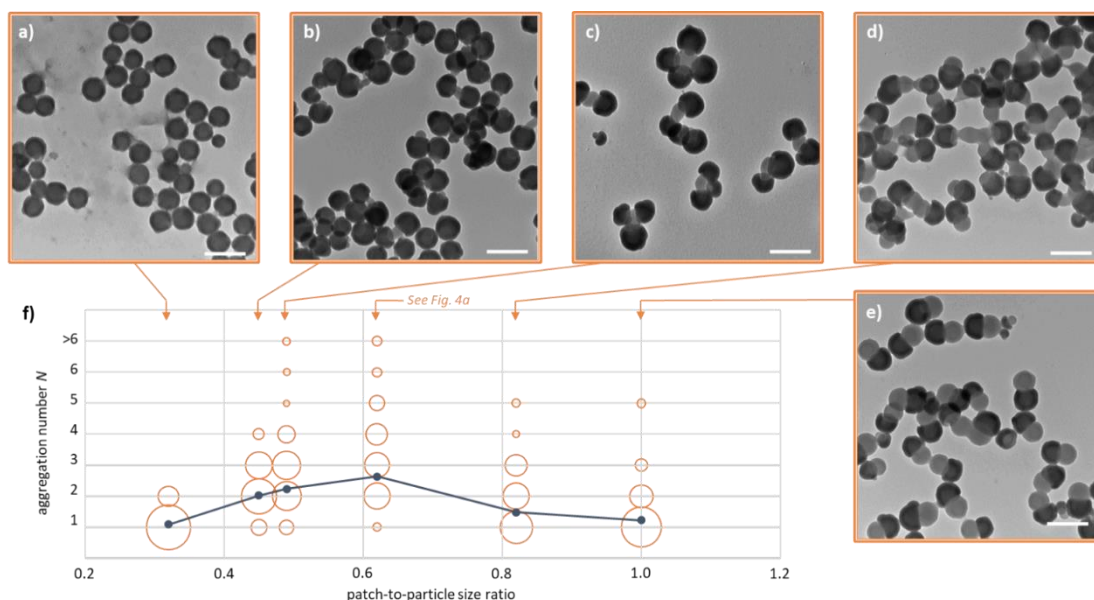 a)
b)
c)
d)
See Fig. 4a
f)
e)
>6
6
5
4
3
2
1
aggregation number N
0.2 0.4 0.6 0.8 1.0 1.2
patch-to-particle size ratio